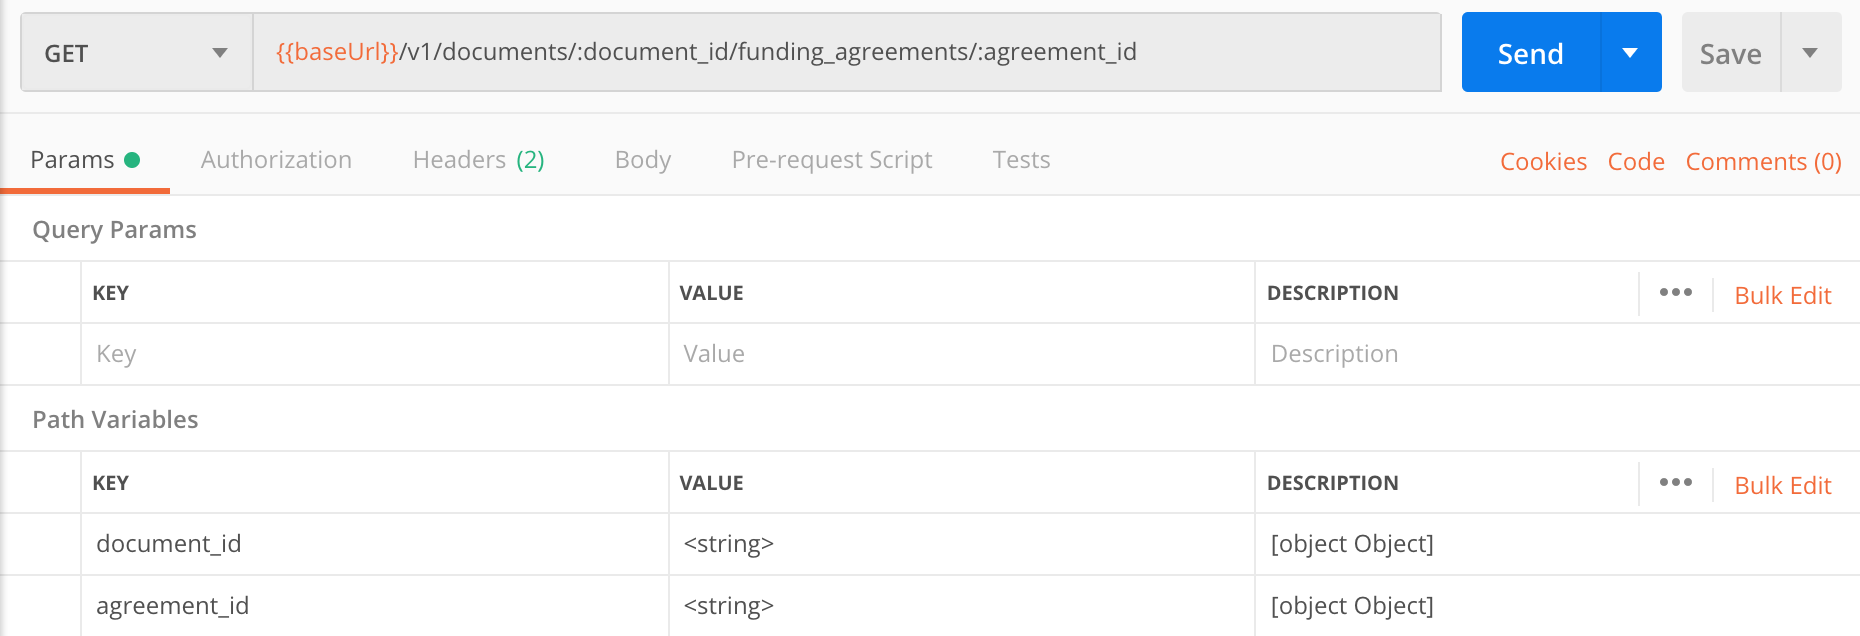 GET {{baseUrl}}/v1/documents/:document_id/funding_agreements/:agreement_id Send Save
Params Authorization Headers (2) Body Pre-request Script Tests Cookies Code Comments (0)
Query Params
KEY VALUE DESCRIPTION ••• Bulk Edit
Key Value Description
Path Variables
KEY VALUE DESCRIPTION ••• Bulk Edit
document_id <string> [object Object]
agreement_id <string> [object Object]